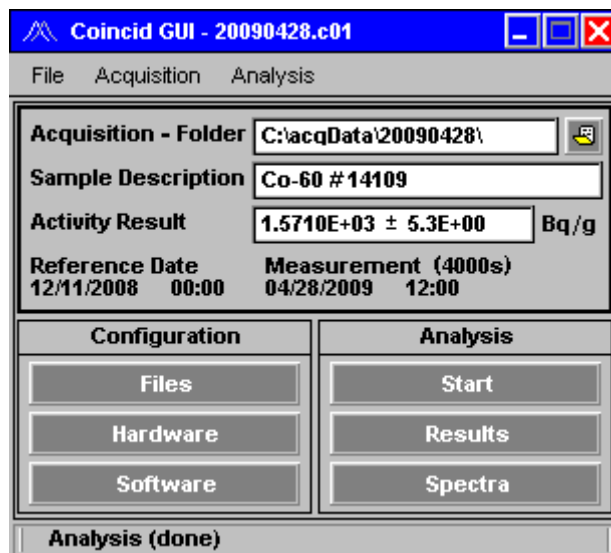 Coincid GUI - 20090428.c01
File Acquisition Analysis
Acquisition - Folder C:\acqData\20090428\
Sample Description Co-60 #14109
Activity Result 1.5710E+03 ± 5.3E+00 Bq/g
Reference Date Measurement (4000s)
12/11/2008 00:00 04/28/2009 12:00
Configuration Analysis
Files Start
Hardware Results
Software Spectra
Analysis (done)